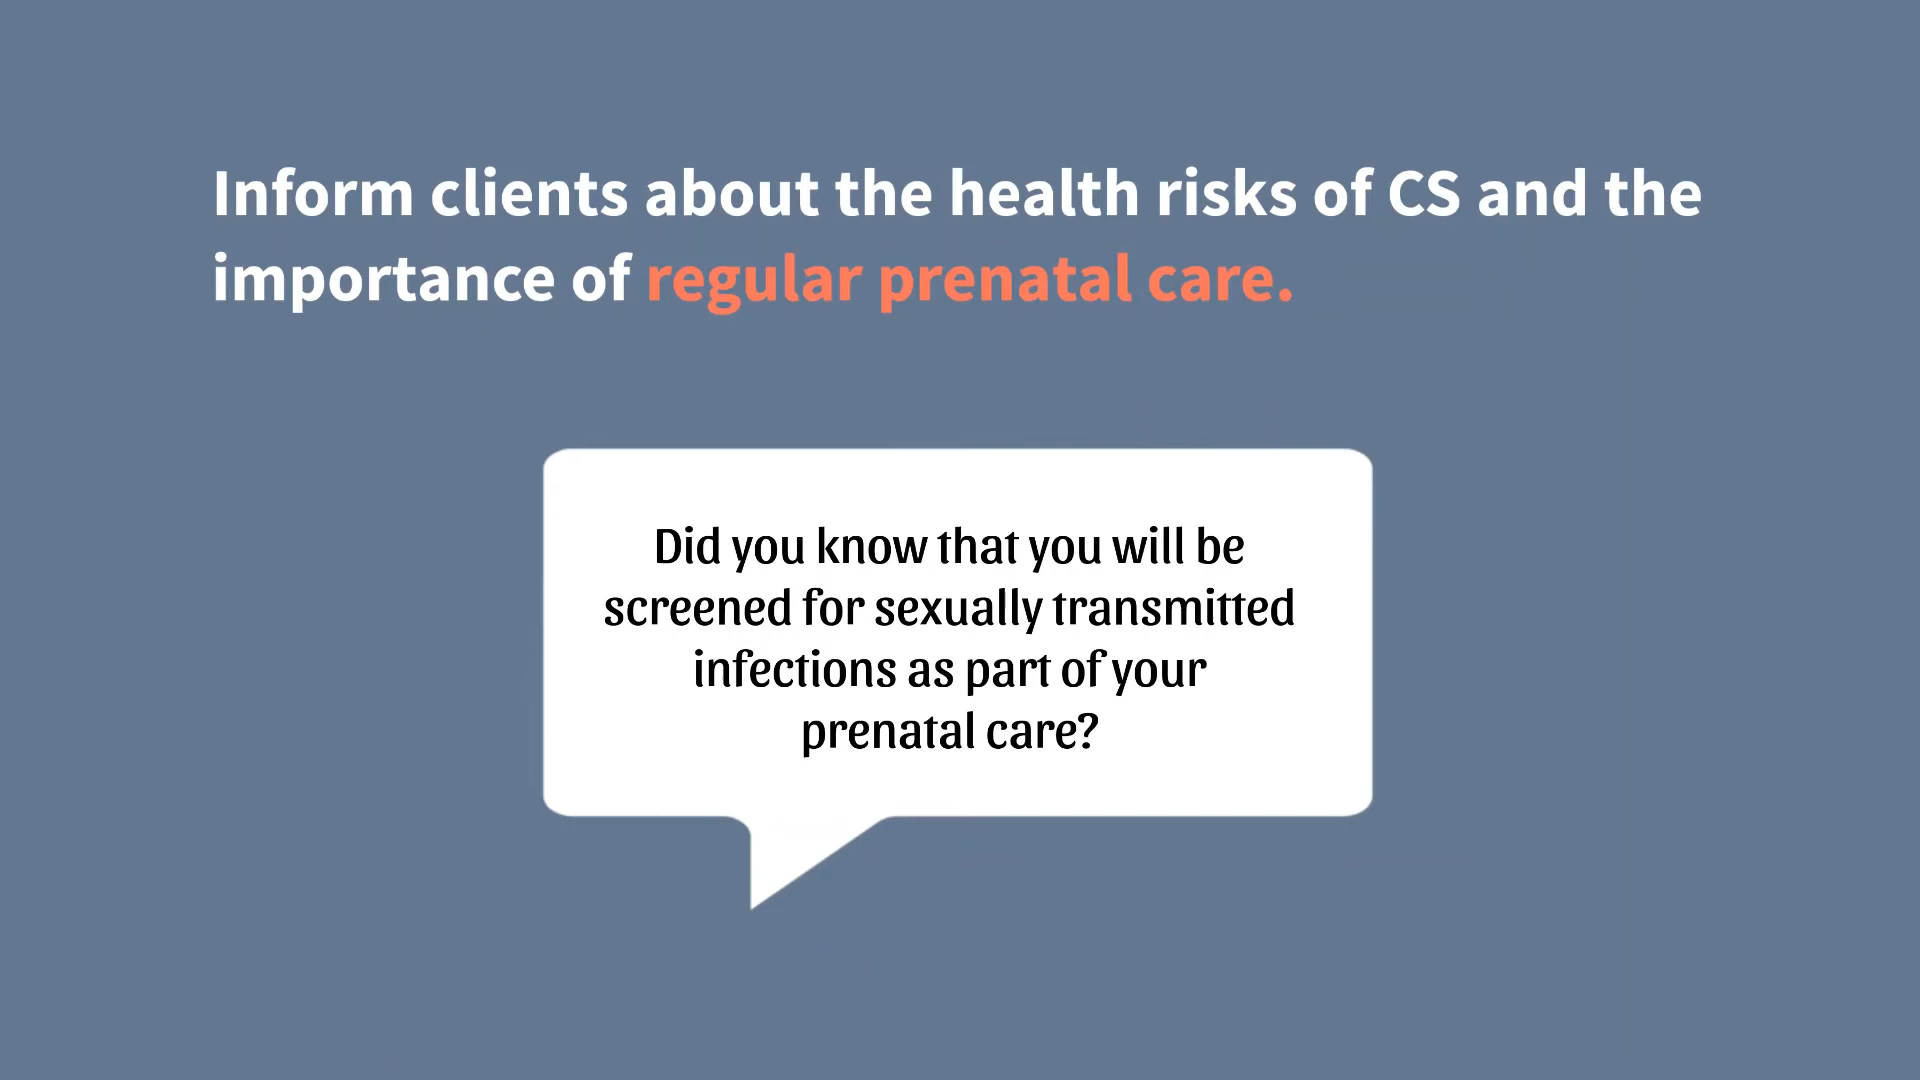 Inform clients about the health risks of CS and the
importance of regular prenatal care.
Did you know that you will be
screened for sexually transmitted
infections as part of your
prenatal care?